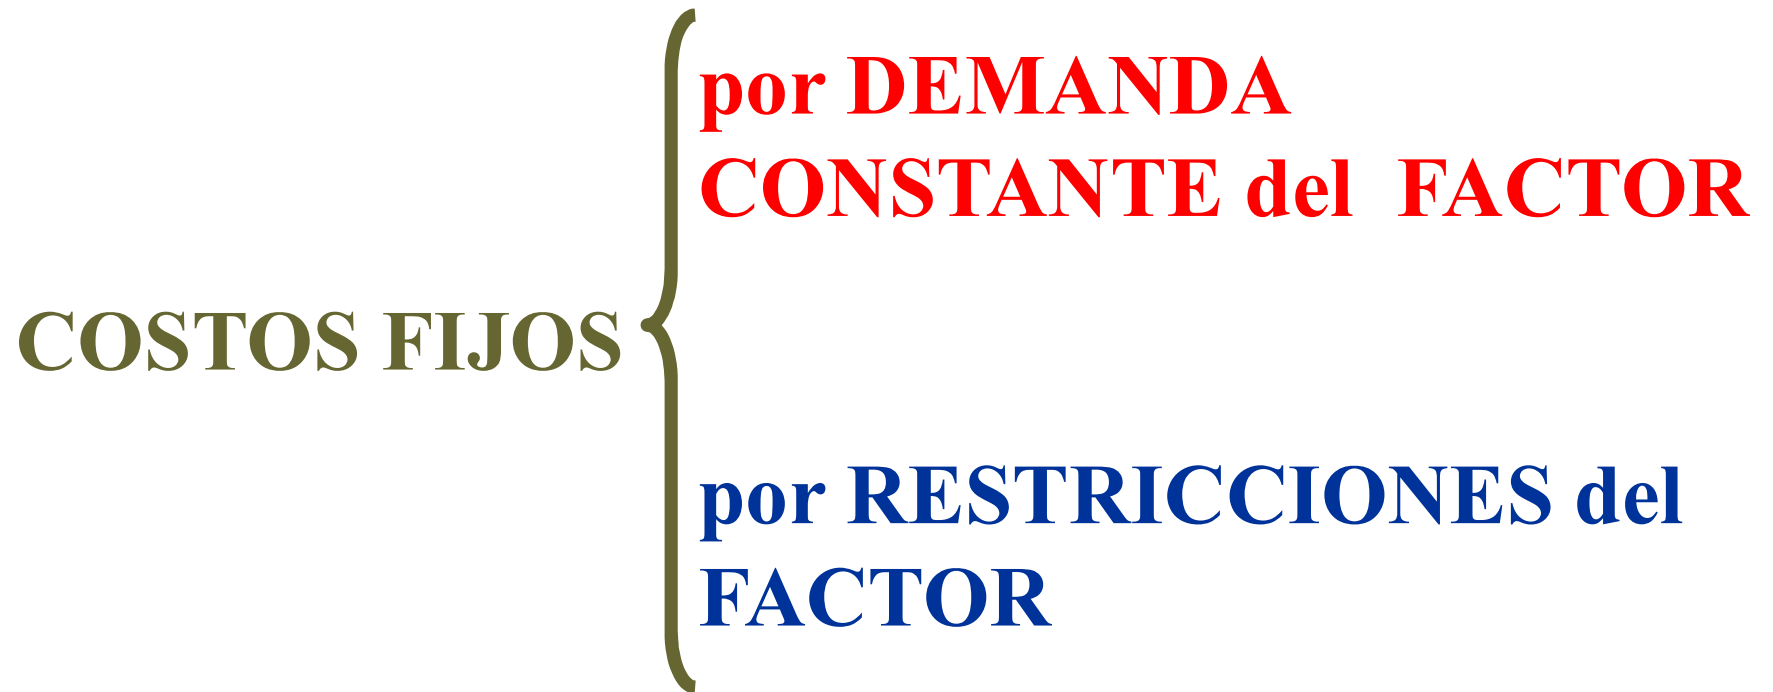 COSTOS FIJOS
por DEMANDA
CONSTANTE del  FACTOR
por RESTRICCIONES del
FACTOR